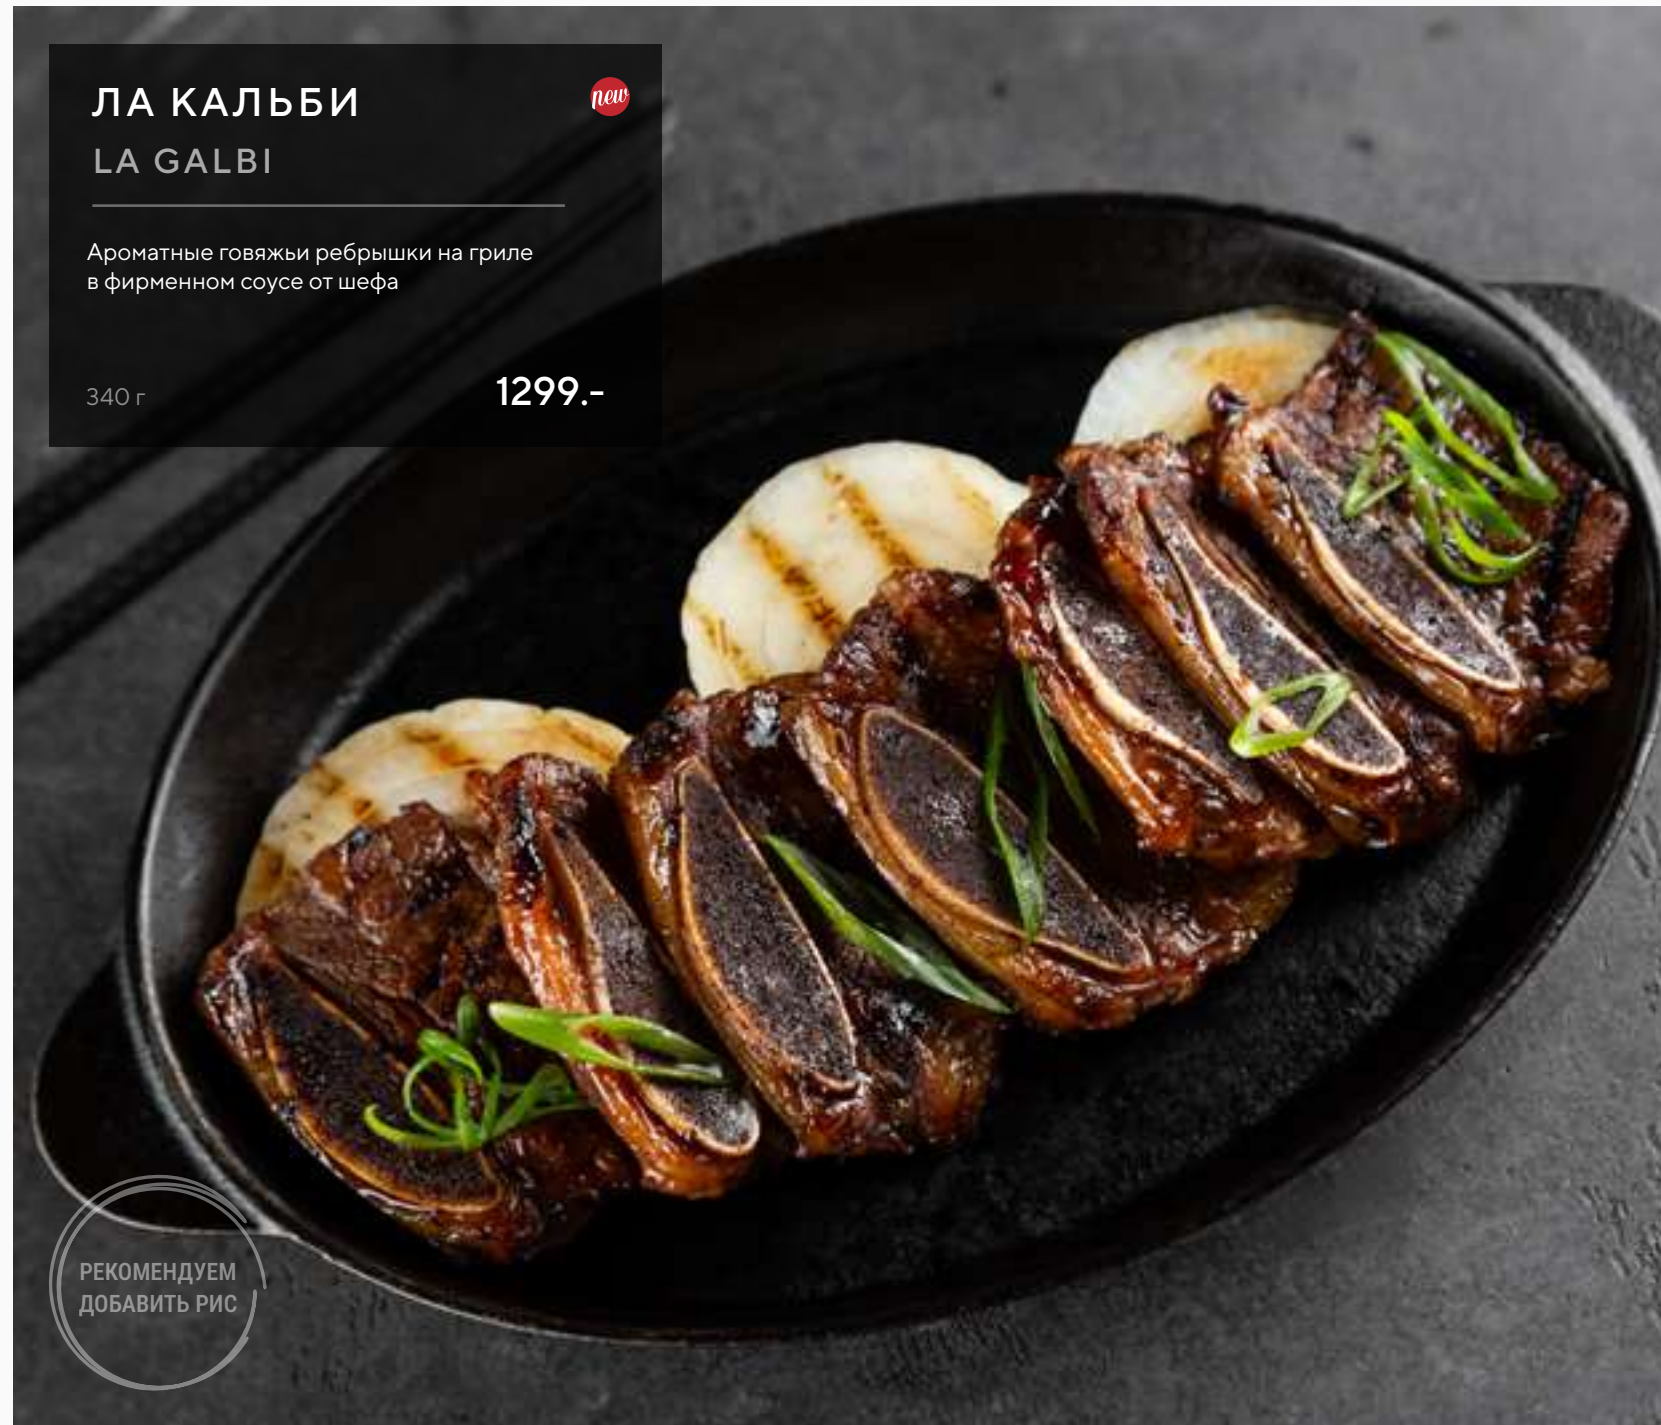 ЛА КАЛЬБИ
new
LA GALBI
Ароматные говяжьи ребрышки на гриле
в фирменном соусе от шефа
340 г
1299.-
РЕКОМЕНДУЕМ
ДОБАВИТЬ РИС